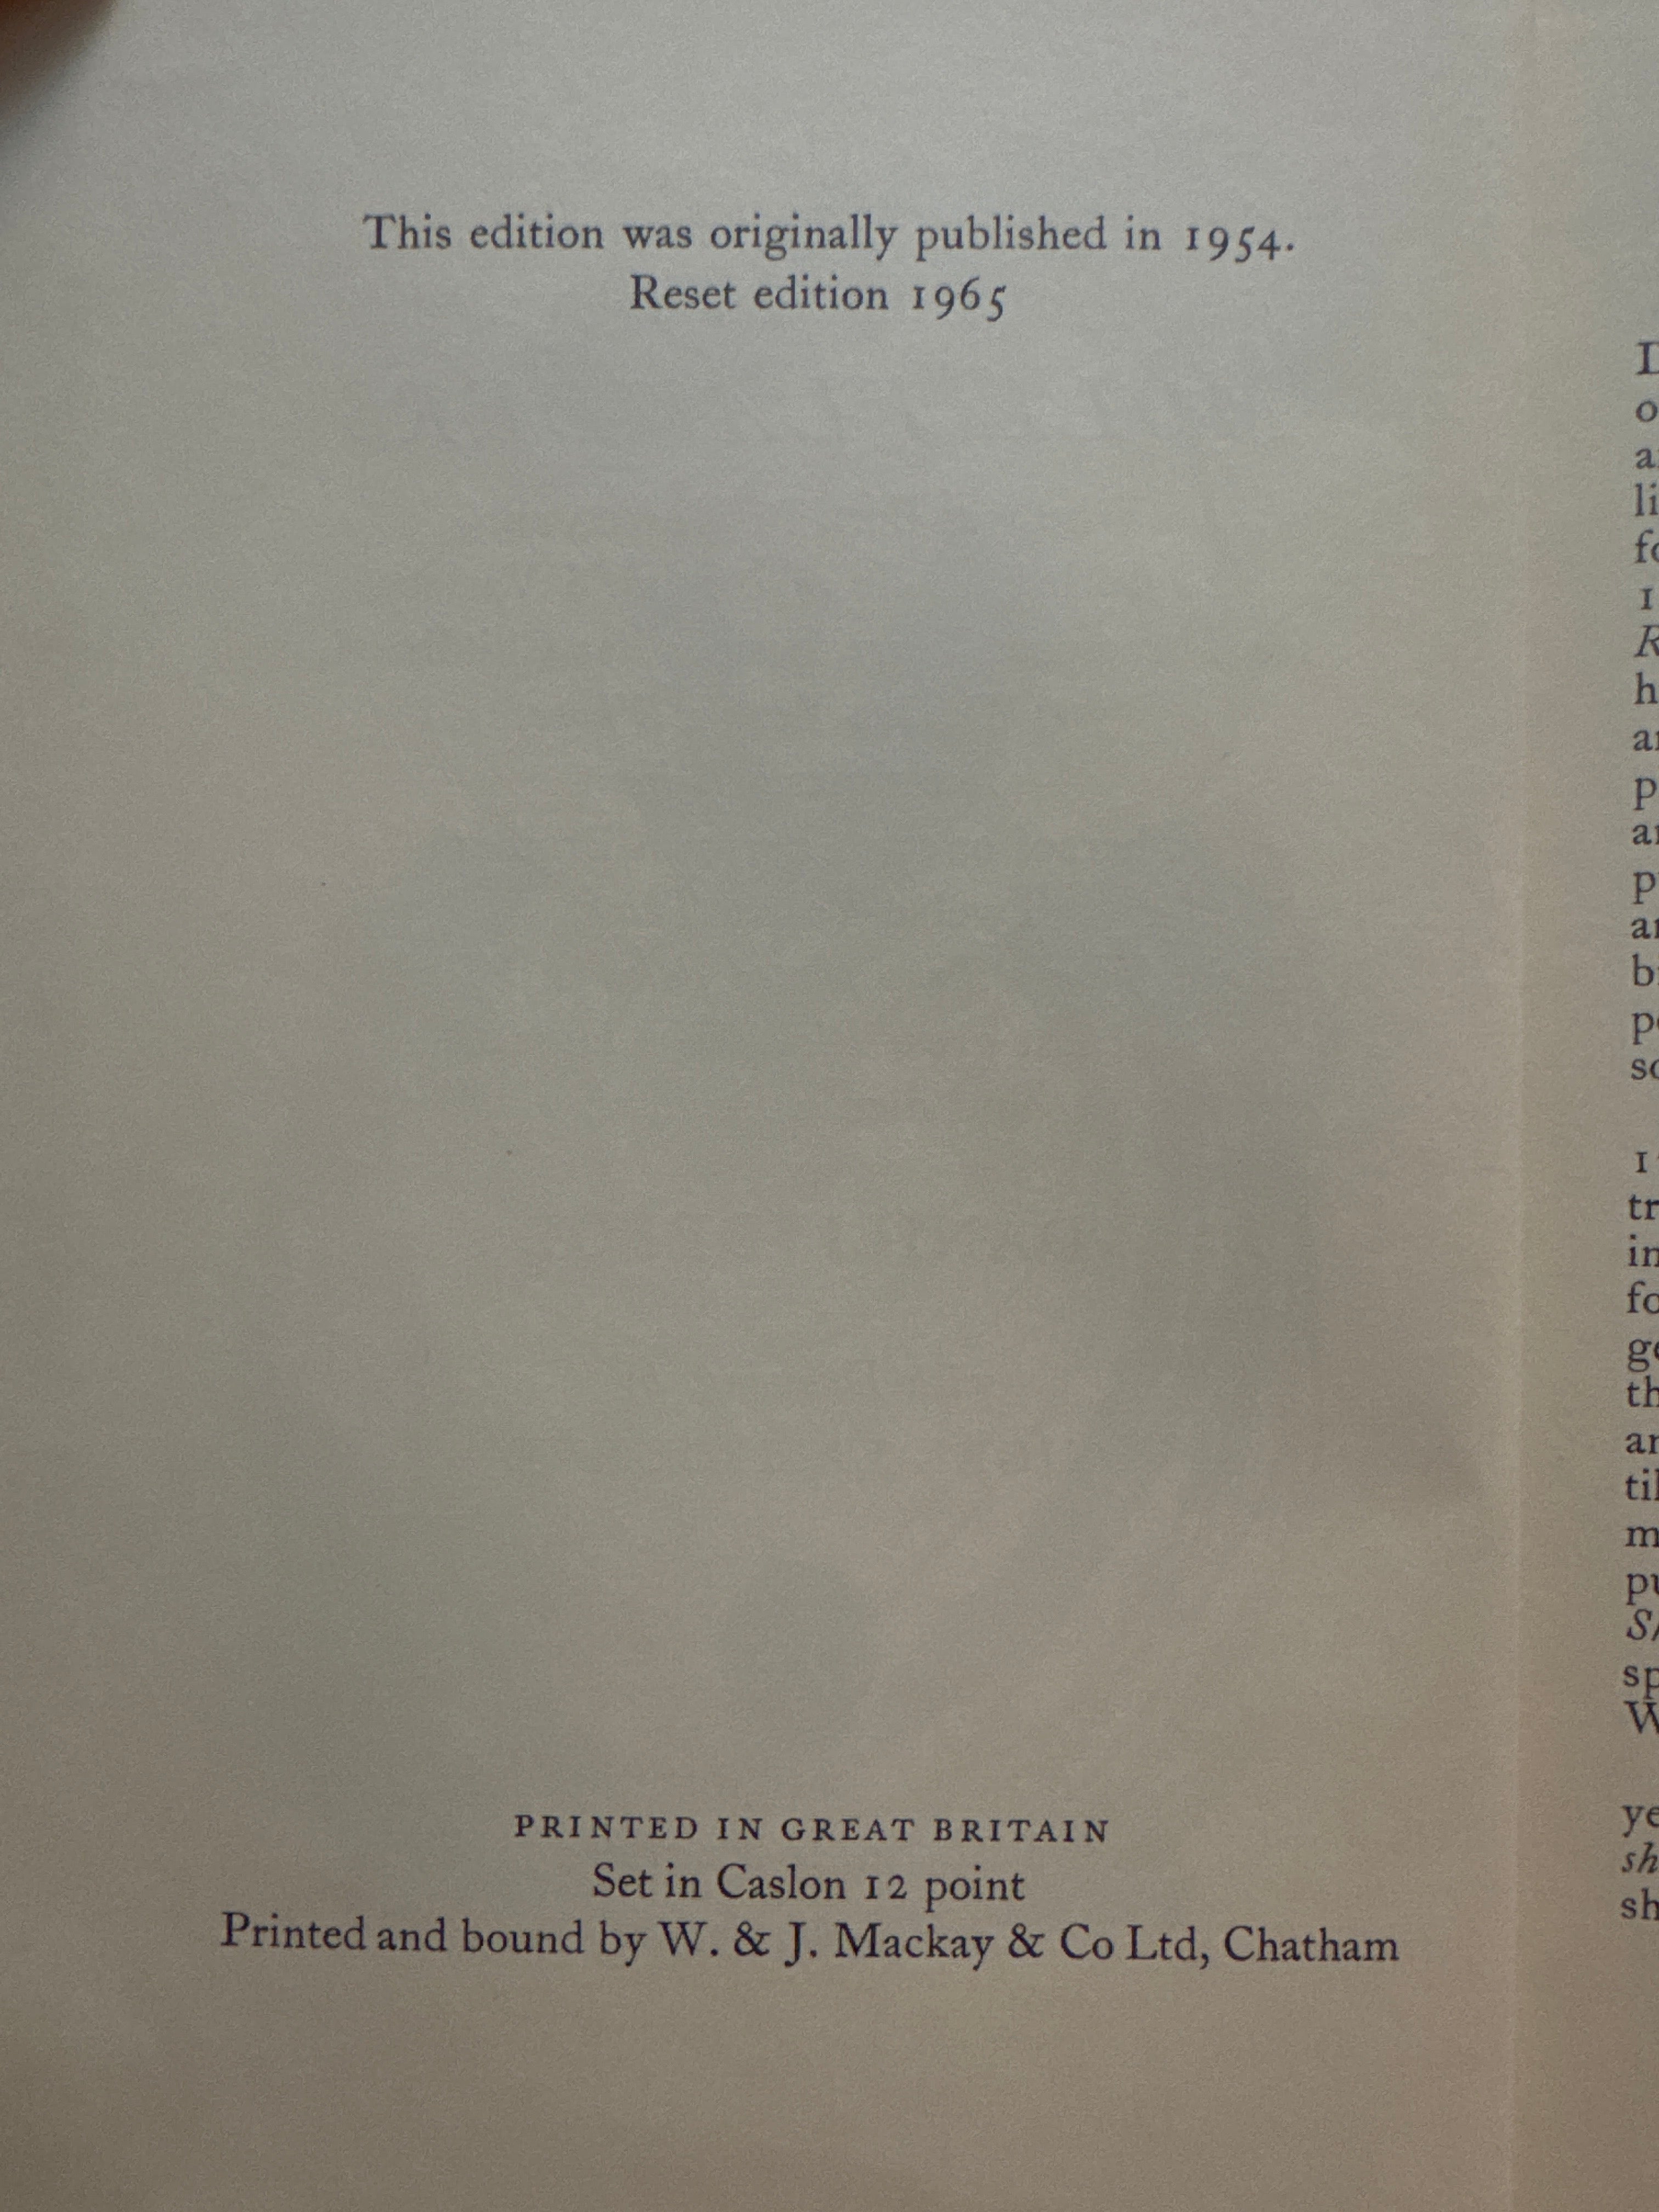 This edition was originally published in 1954.
Reset edition 1965
PRINTED IN GREAT BRITAIN
Set in Caslon 12 point
Printed and bound by W. & J. Mackay & Co Ltd, Chatham